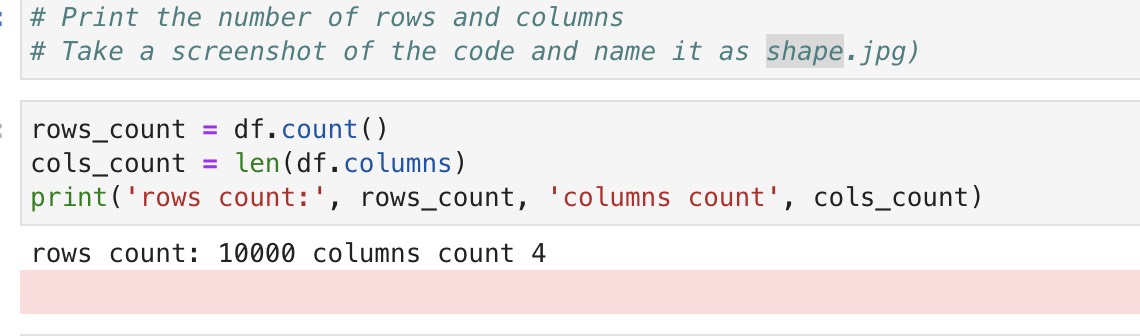 # Print the number of rows and columns
# Take a screenshot of the code and name it as shape.jpg)
rows_count = df.count()
cols_count = len(df.columns)
print('rows count:', rows_count, 'columns count', cols_count)
rows count: 10000 columns count 4